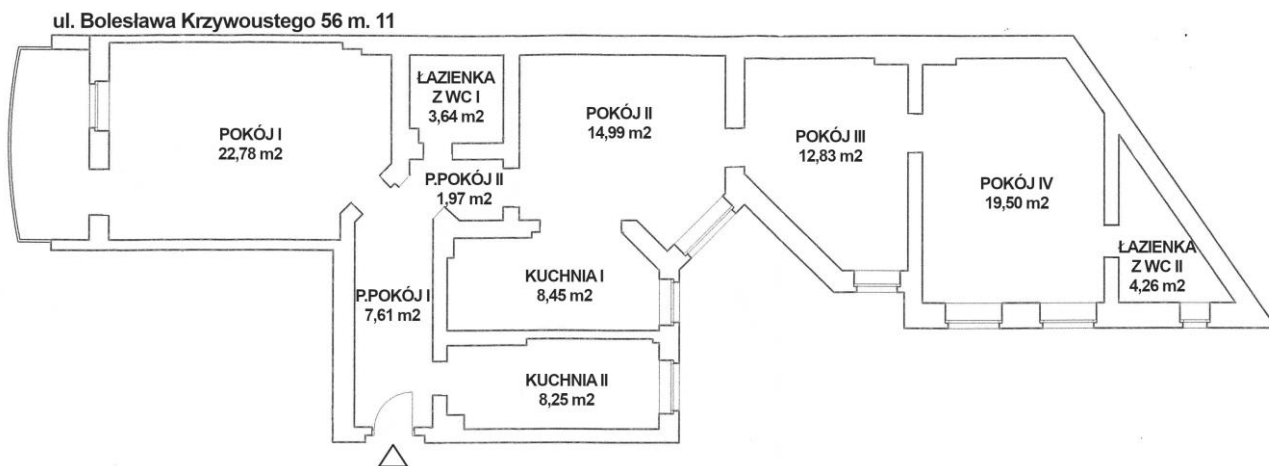 ul. Bolesława Krzywoustego 56 m. 11
POKÓJ I
22,78 m2
ŁAZIENKA
Z WC I
3,64 m2
P.POKÓJ II
1,97 m2
POKÓJ II
14,99 m2
POKÓJ III
12,83 m2
POKÓJ IV
19,50 m2
ŁAZIENKA
Z WC II
4,26 m2
P.POKÓJ I
7,61 m2
KUCHNIA I
8,45 m2
KUCHNIA II
8,25 m2